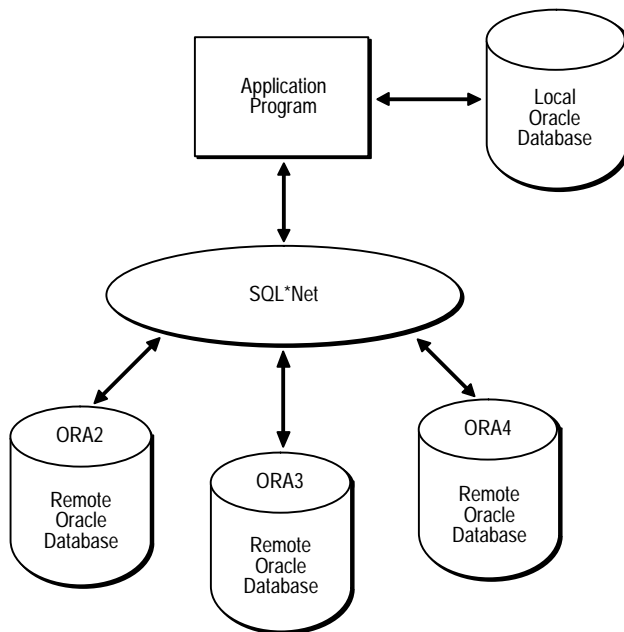 Application
Program
Local
Oracle
Database
SQL*Net
ORA2
Remote
Oracle
Database
ORA3
Remote
Oracle
Database
ORA4
Remote
Oracle
Database